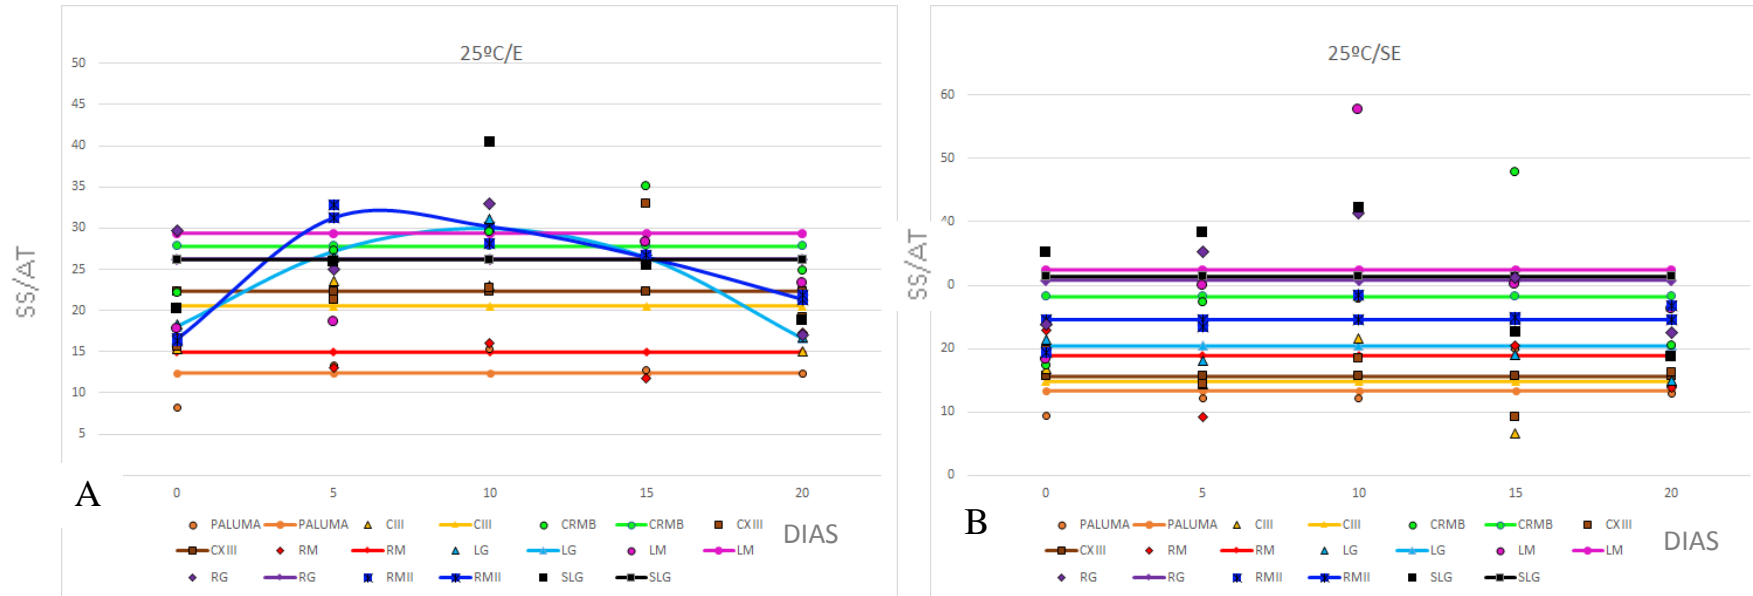 25ºC/E
50
45
40
35
30
25
20
15
10
5
SS/AT
A
0 5 10 15 20
DIAS
PALUMA PALUMA CIII CIII CRMB CRMB CXIII
CXIII RM RM LG LG LM LM
RG RG RMII RMII SLG SLG
25ºC/SE
60
50
40
0
20
10
0
SS/AT
B
0 5 10 15 20
DIAS
PALUMA PALUMA CIII CIII CRMB CRMB CXIII
CXIII RM RM LG LG LM LM
RG RG RMII RMII SLG SLG